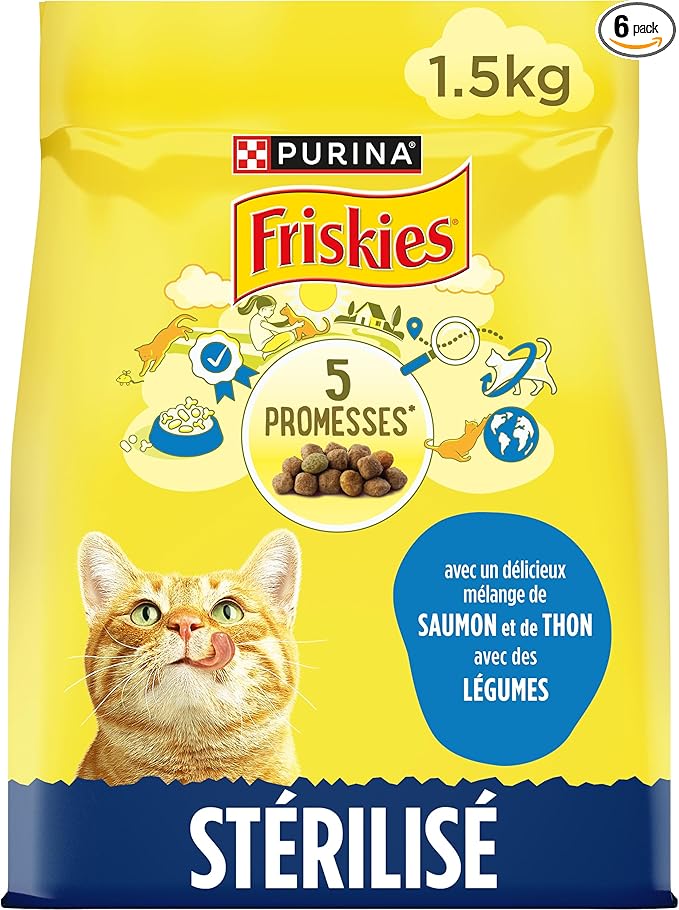 6 pack
1.5kg
PURINA®
Friskies®
5
PROMESSES*
avec un délicieux
mélange de
SAUMON et de THON
avec des
LÉGUMES
STÉRILISÉ